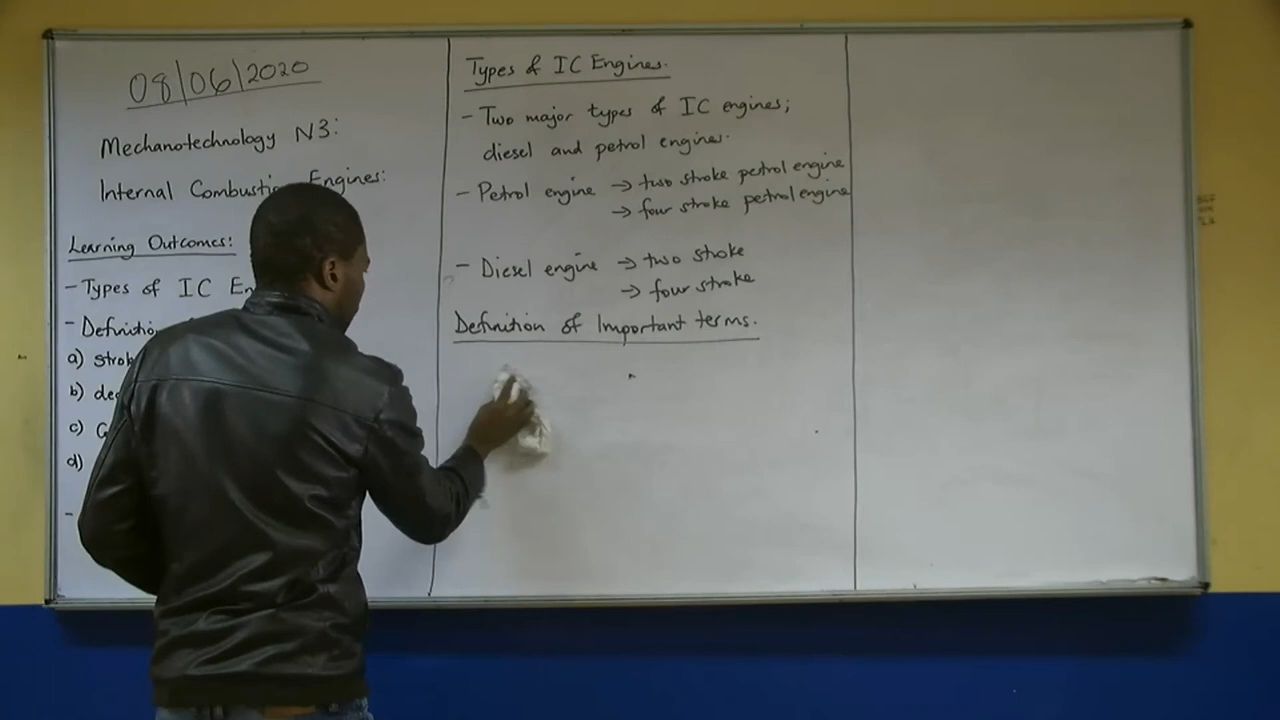 08/06/2020
Mechanotechnology N3:
Internal Combustion Engines:
Learning Outcomes:
- Types of IC En
- Definitio
a) strok
b) de
c) G
d)
-
Types of IC Engines.
- Two major types of IC engines;
diesel and petrol engines.
- Petrol engine → two stroke petrol engine
→ four stroke petrol engine
- Diesel engine → two stroke
→ four stroke
Definition of Important terms.